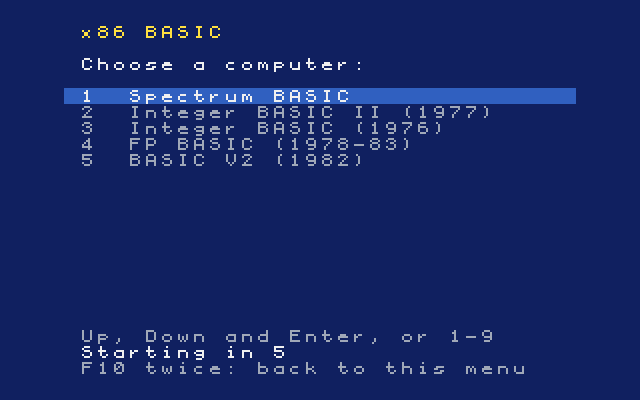 x86 BASIC
Choose a computer:
1 Spectrum BASIC
2 Integer BASIC II (1977)
3 Integer BASIC (1976)
4 FP BASIC (1978-83)
5 BASIC V2 (1982)
Up, Down and Enter, or 1-9
Starting in 5
F10 twice: back to this menu